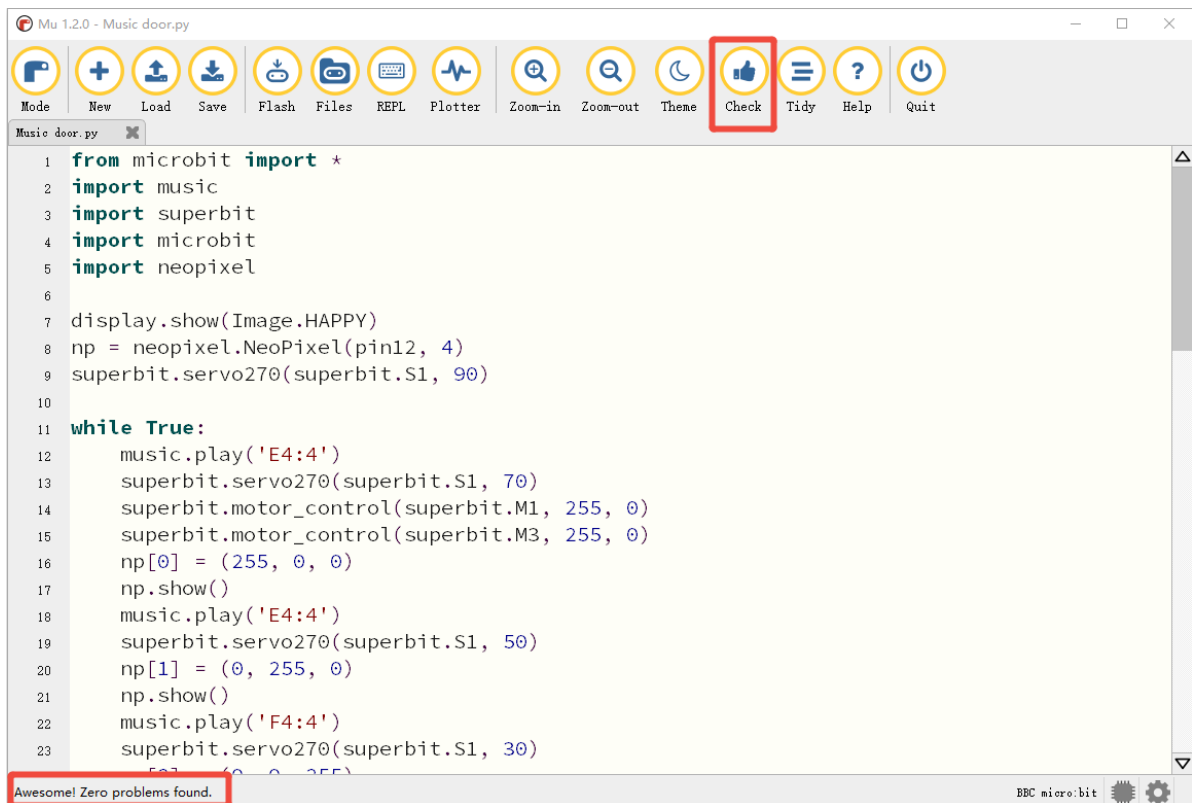 Mu 1.2.0 - Music door.py
Mode New Load Save Flash Files REPL Plotter Zoom-in Zoom-out Theme Check Tidy Help Quit
Music door.py
1 from microbit import *
2 import music
3 import superbit
4 import microbit
5 import neopixel
6
7 display.show(Image.HAPPY)
8 np = neopixel.NeoPixel(pin12, 4)
9 superbit.servo270(superbit.S1, 90)
10
11 while True:
12     music.play('E4:4')
13     superbit.servo270(superbit.S1, 70)
14     superbit.motor_control(superbit.M1, 255, 0)
15     superbit.motor_control(superbit.M3, 255, 0)
16     np[0] = (255, 0, 0)
17     np.show()
18     music.play('E4:4')
19     superbit.servo270(superbit.S1, 50)
20     np[1] = (0, 255, 0)
21     np.show()
22     music.play('F4:4')
23     superbit.servo270(superbit.S1, 30)
Awesome! Zero problems found.
BBC micro:bit